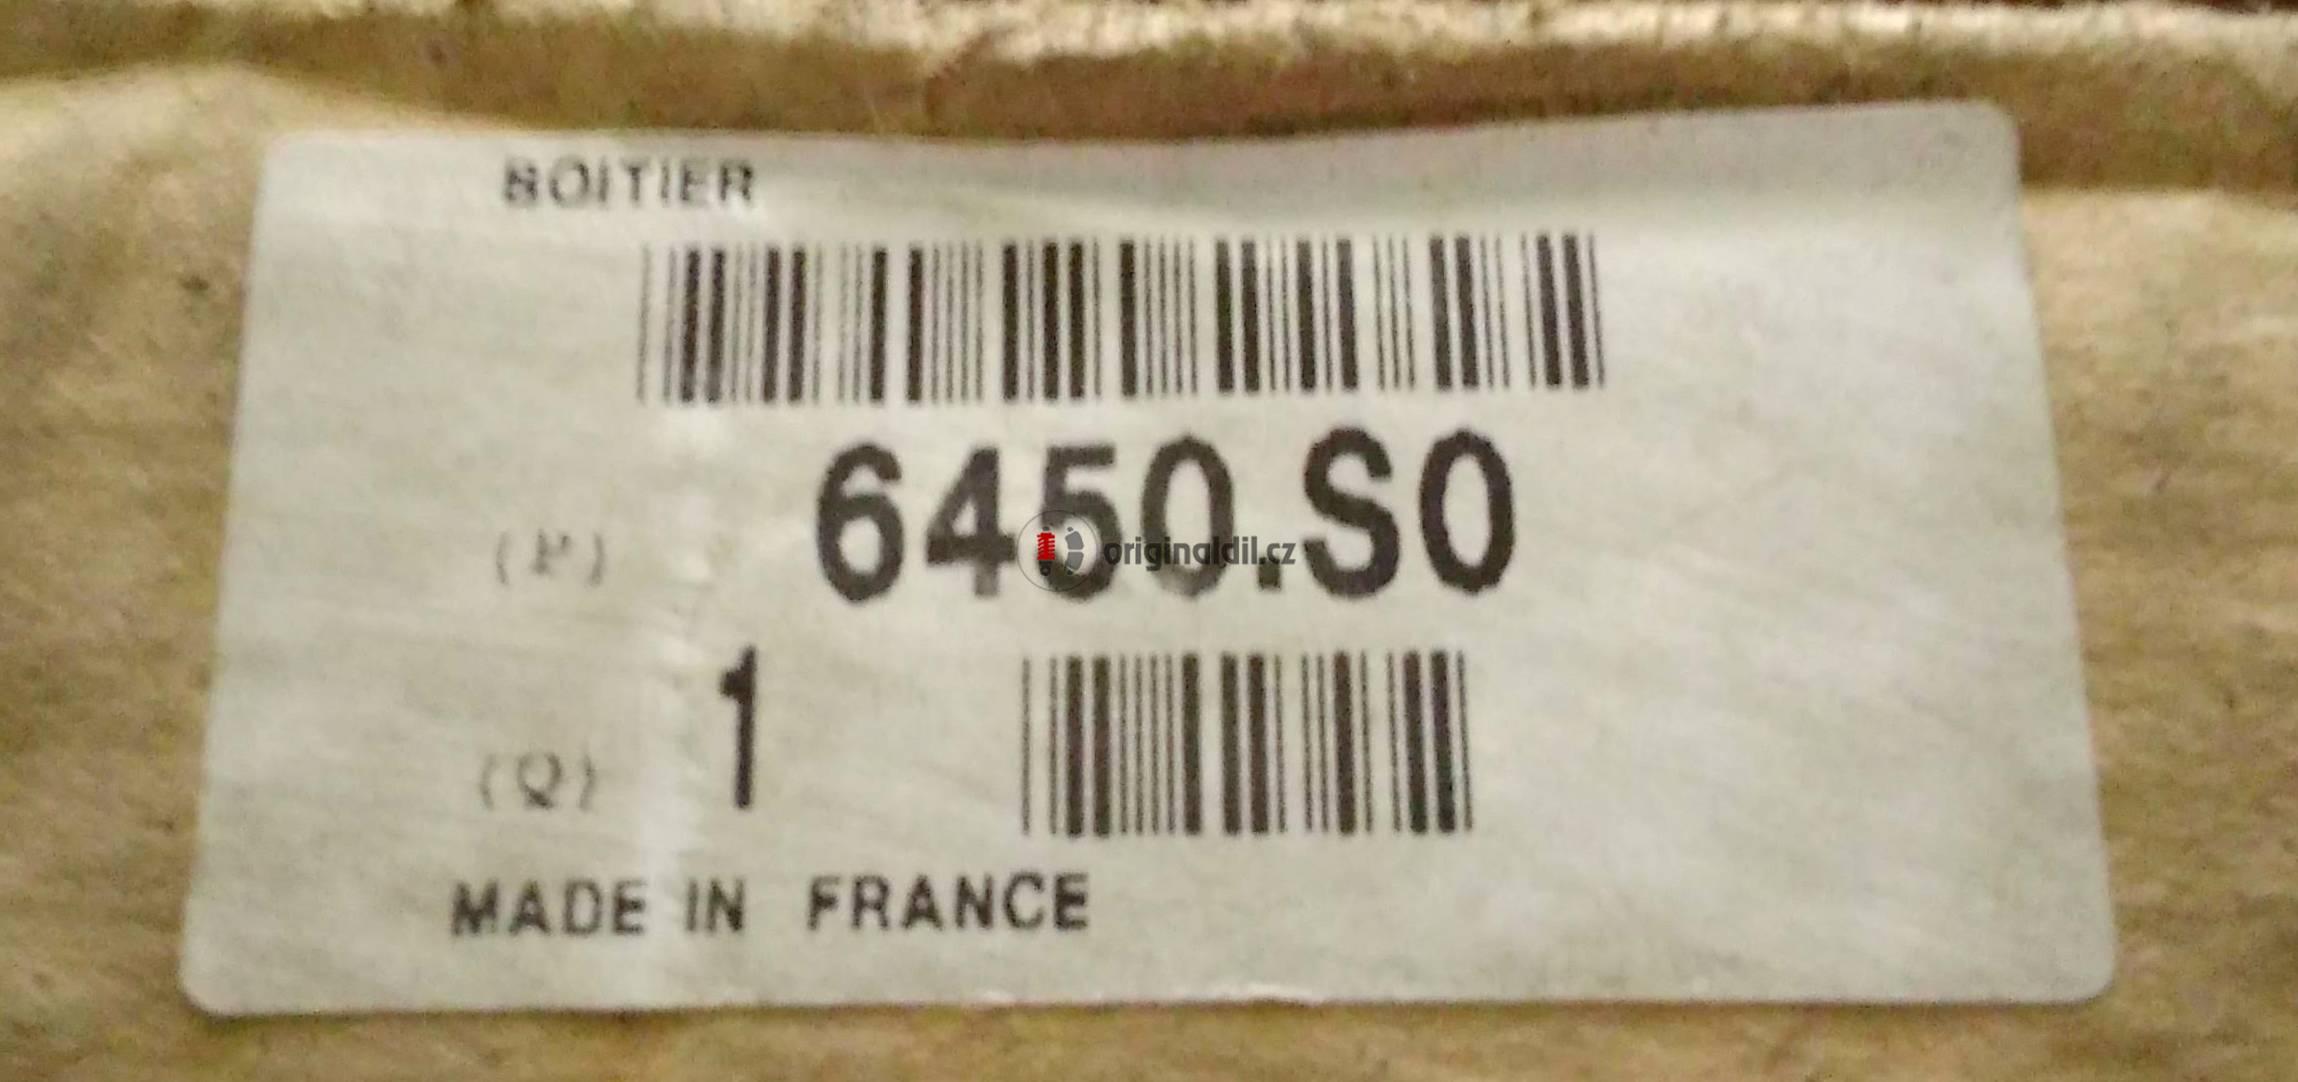 BOITIER
(P) 6450.S0
originaldil.cz
(Q) 1
MADE IN FRANCE